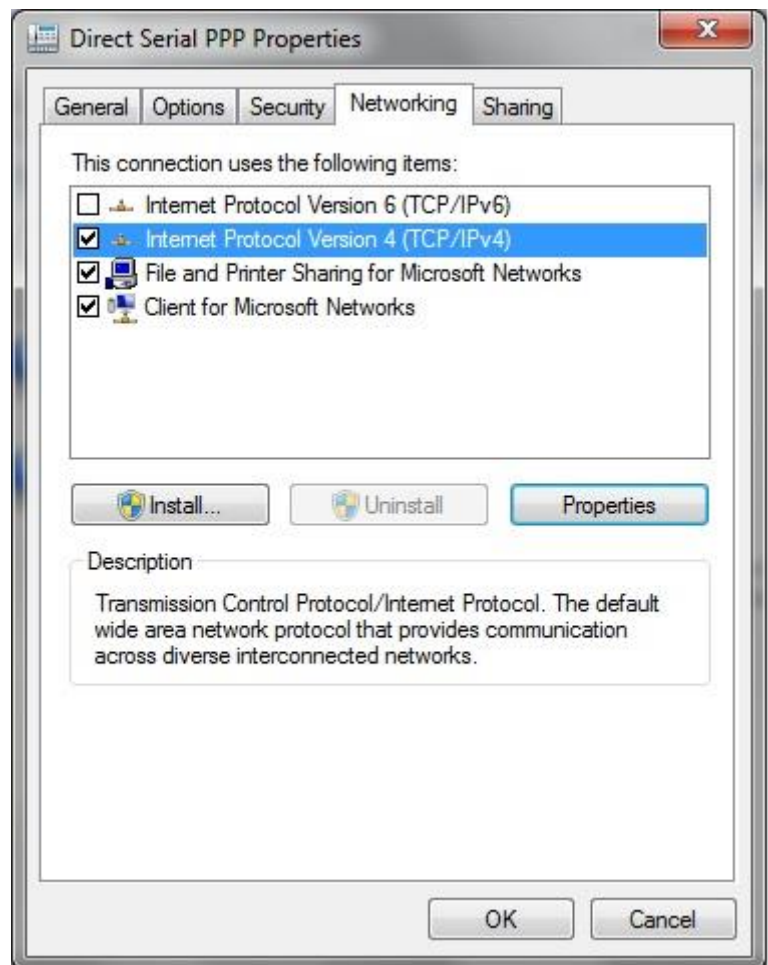 Direct Serial PPP Properties
General Options Security Networking Sharing
This connection uses the following items:
Internet Protocol Version 6 (TCP/IPv6)
Internet Protocol Version 4 (TCP/IPv4)
File and Printer Sharing for Microsoft Networks
Client for Microsoft Networks
Install... Uninstall Properties
Description
Transmission Control Protocol/Internet Protocol. The default
wide area network protocol that provides communication
across diverse interconnected networks.
OK Cancel